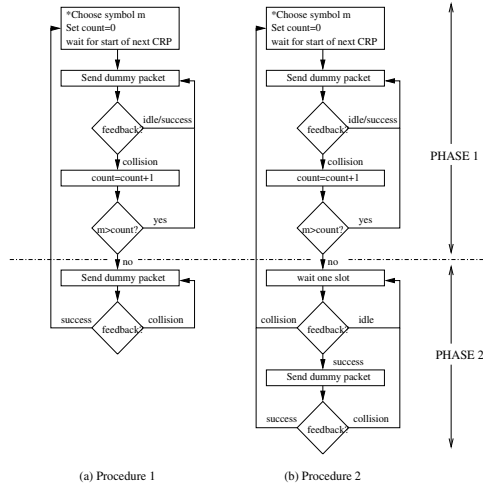 *Choose symbol m
Set count=0
wait for start of next CRP
Send dummy packet
feedback?
idle/success
collision
count=count+1
m>count?
yes
no
Send dummy packet
success
feedback?
collision
(a) Procedure 1
*Choose symbol m
Set count=0
wait for start of next CRP
Send dummy packet
feedback?
idle/success
collision
count=count+1
m>count?
yes
no
wait one slot
collision
feedback?
idle
success
Send dummy packet
success
feedback?
collision
(b) Procedure 2
PHASE 1
PHASE 2